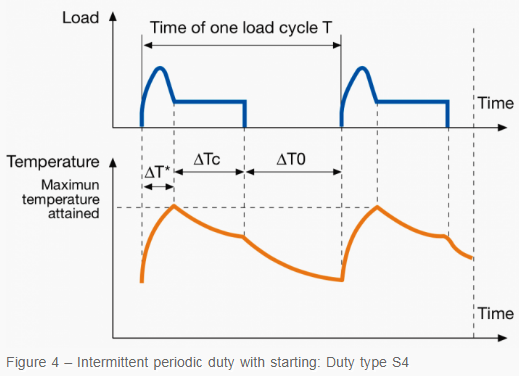 Load
Time of one load cycle T
Time
Temperature
Maximun
temperature
attained
ΔT*
ΔTc
ΔT0
Time
Figure 4 – Intermittent periodic duty with starting: Duty type S4